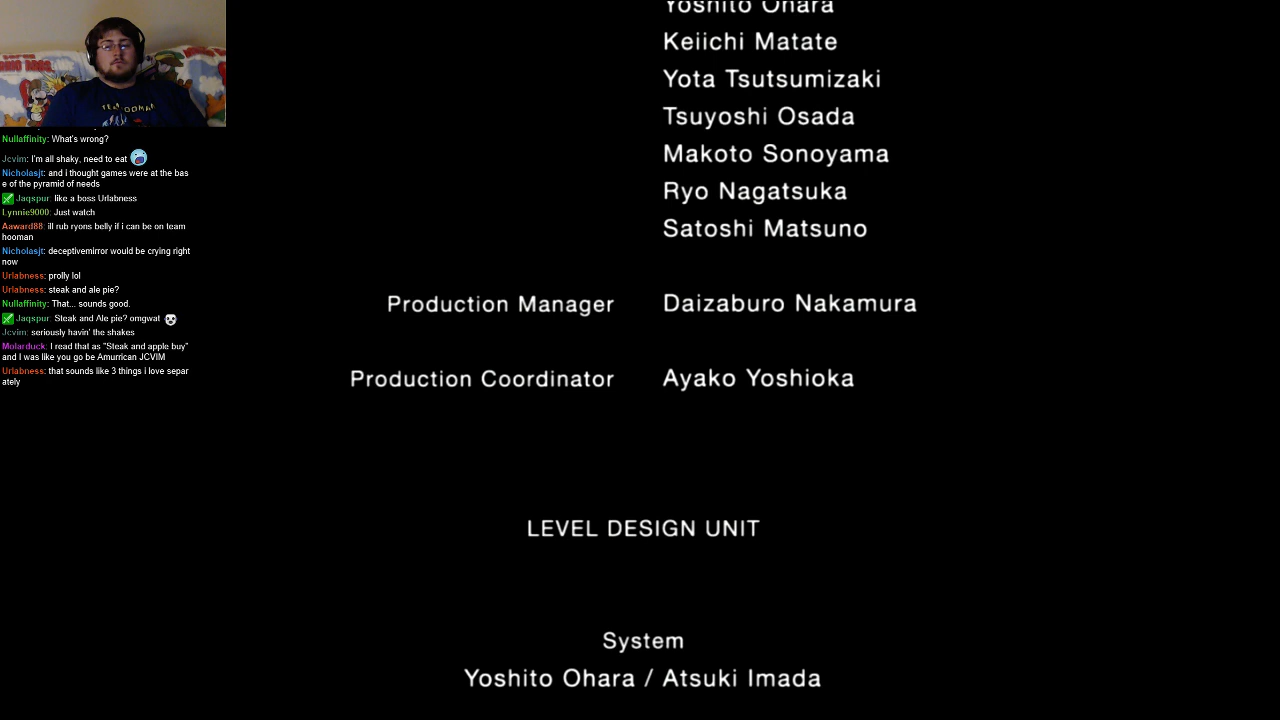 Nullaffinity: What's wrong?
Jcvim: I'm all shaky, need to eat
Nicholasjt: and i thought games were at the bas
e of the pyramid of needs
Jaqspur: like a boss Urlabness
Lynnie9000: Just watch
Aaward88: ill rub ryons belly if i can be on team
hooman
Nicholasjt: deceptivemirror would be crying right
now
Urlabness: prolly lol
Urlabness: steak and ale pie?
Nullaffinity: That... sounds good.
Jaqspur: Steak and Ale pie? omgwat
Jcvim: seriously havin' the shakes
Molarduck: I read that as "Steak and apple buy"
and I was like you go be Amurrican JCVIM
Urlabness: that sounds like 3 things i love separ
ately
Yoshito Ohara
Keiichi Matate
Yota Tsutsumizaki
Tsuyoshi Osada
Makoto Sonoyama
Ryo Nagatsuka
Satoshi Matsuno
Production Manager Daizaburo Nakamura
Production Coordinator Ayako Yoshioka
LEVEL DESIGN UNIT
System
Yoshito Ohara / Atsuki Imada